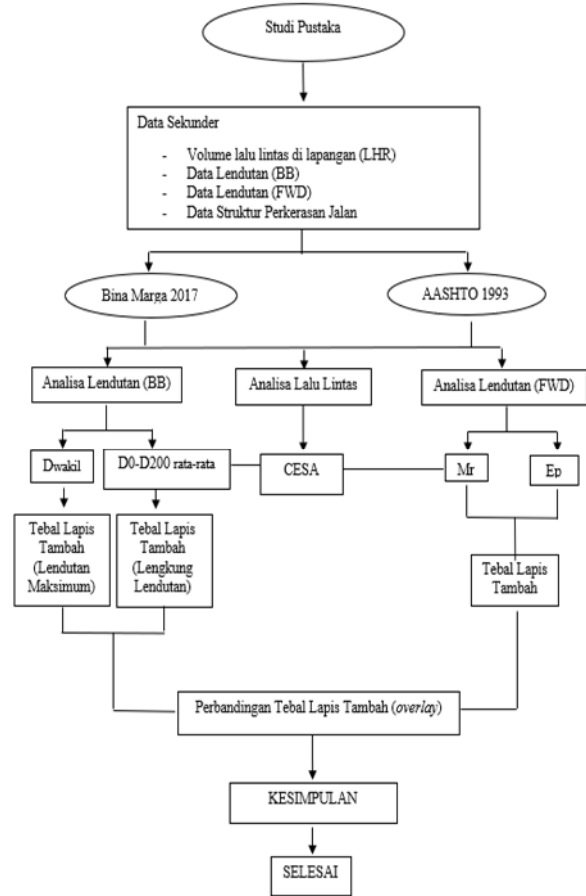 Studi Pustaka
Data Sekunder
- Volume lalu lintas di lapangan (LHR)
- Data Lendutan (BB)
- Data Lendutan (FWD)
- Data Struktur Perkerasan Jalan
Bina Marga 2017
AASHTO 1993
Analisa Lendutan (BB)
Analisa Lalu Lintas
Analisa Lendutan (FWD)
Dwakil
D0-D200 rata-rata
CESA
Mr
Ep
Tebal Lapis
Tambah
(Lendutan
Maksimum)
Tebal Lapis
Tambah
(Lengkung
Lendutan)
Tebal Lapis
Tambah
Perbandingan Tebal Lapis Tambah (overlay)
KESIMPULAN
SELESAI